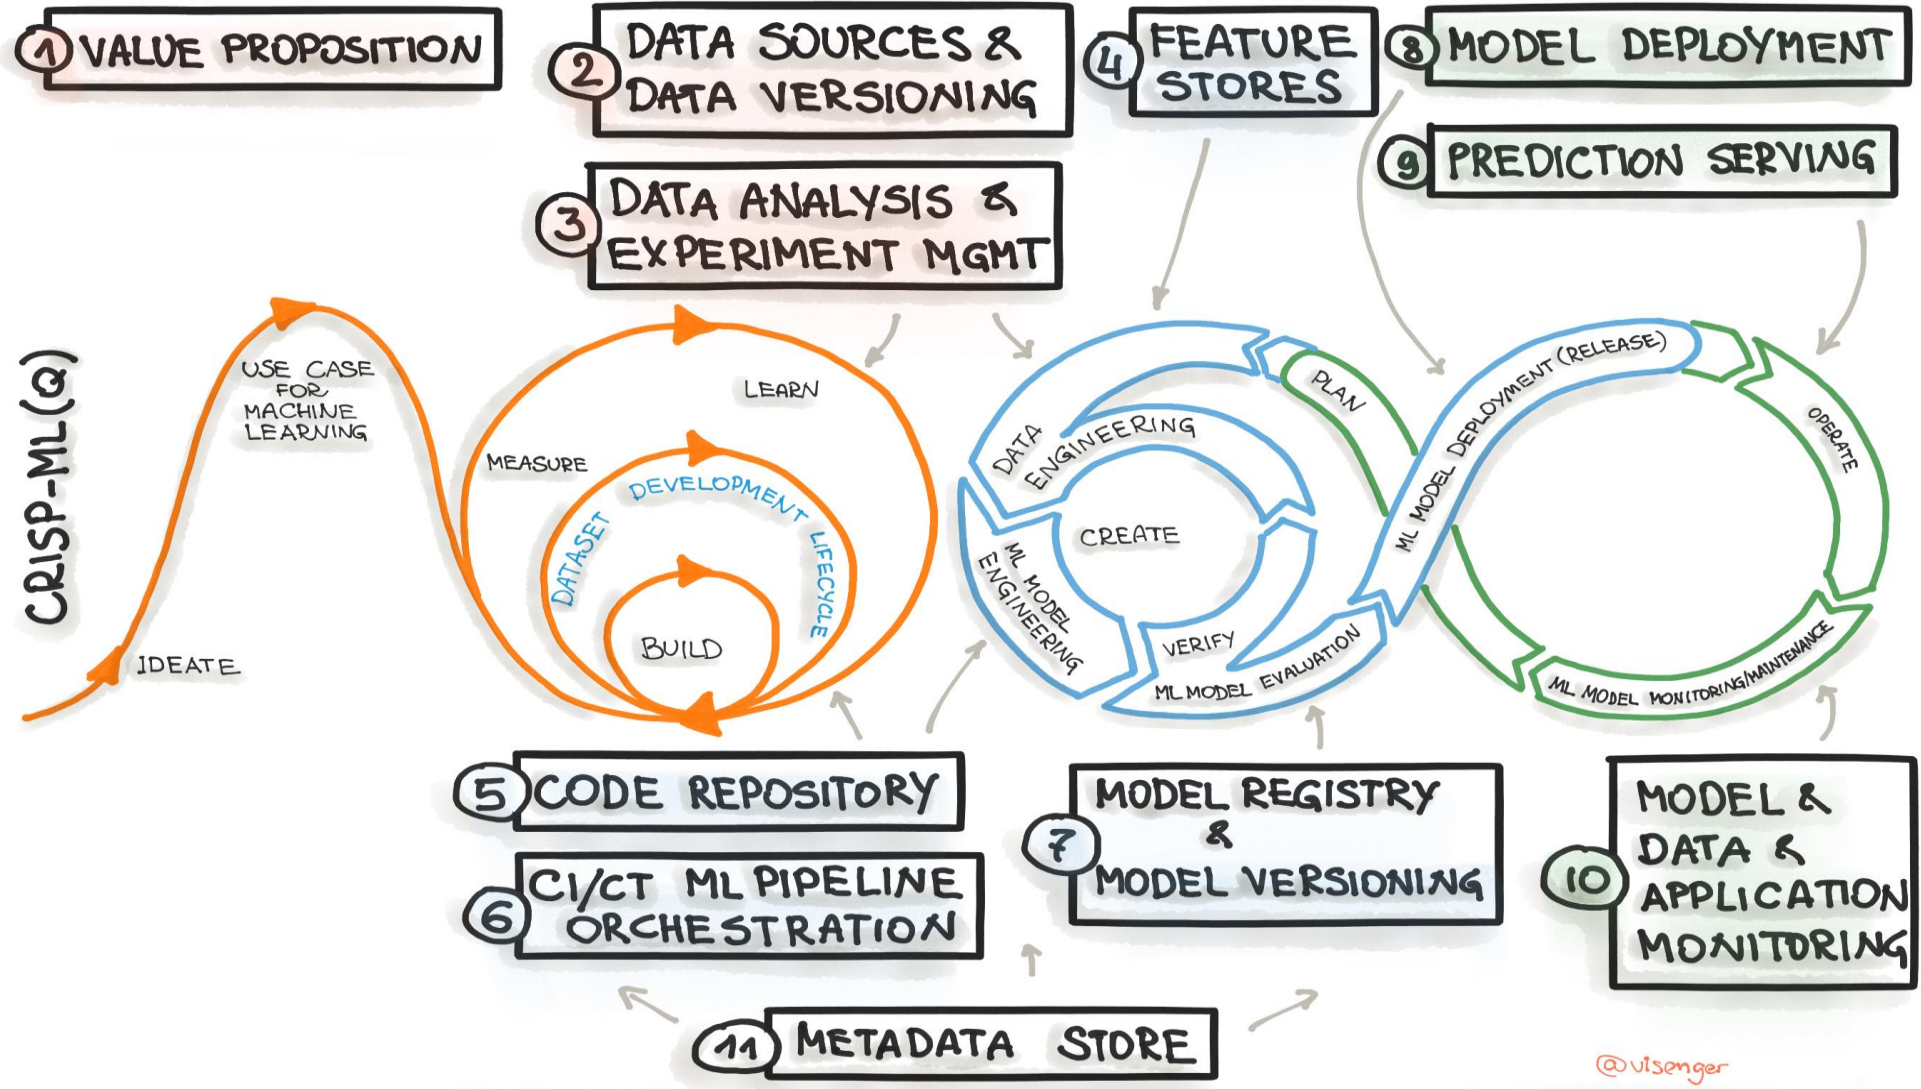 1 VALUE PROPOSITION
2 DATA SOURCES &
DATA VERSIONING
3 DATA ANALYSIS &
EXPERIMENT MGMT
4 FEATURE
STORES
8 MODEL DEPLOYMENT
9 PREDICTION SERVING
CRISP-ML(Q)
IDEATE
USE CASE
FOR
MACHINE
LEARNING
MEASURE
LEARN
DATASET DEVELOPMENT LIFECYCLE
BUILD
DATA
ENGINEERING
CREATE
ML MODEL
ENGINEERING
VERIFY
ML MODEL EVALUATION
PLAN
ML MODEL DEPLOYMENT (RELEASE)
OPERATE
ML MODEL MONITORING/MAINTENANCE
5 CODE REPOSITORY
6 CI/CT ML PIPELINE
ORCHESTRATION
7 MODEL REGISTRY
&
MODEL VERSIONING
10 MODEL &
DATA &
APPLICATION
MONITORING
11 METADATA STORE
@visenger